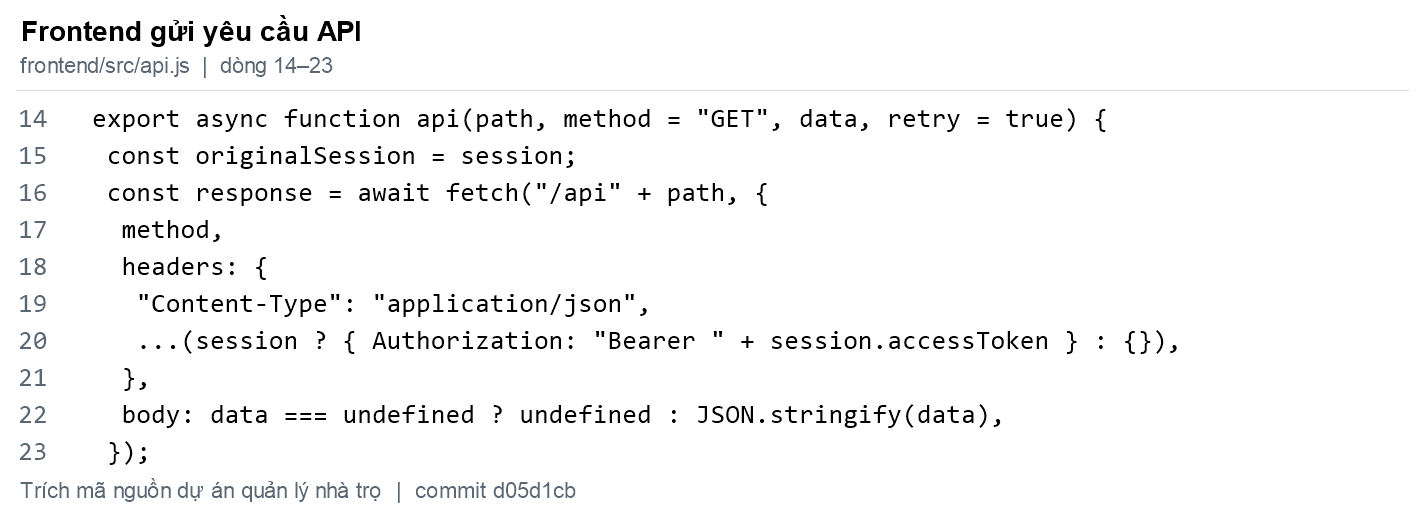 Frontend gửi yêu cầu API
frontend/src/api.js | dòng 14–23
14 export async function api(path, method = "GET", data, retry = true) {
15 const originalSession = session;
16 const response = await fetch("/api" + path, {
17 method,
18 headers: {
19 "Content-Type": "application/json",
20 ...(session ? { Authorization: "Bearer " + session.accessToken } : {}),
21 },
22 body: data === undefined ? undefined : JSON.stringify(data),
23 });
Trích mã nguồn dự án quản lý nhà trọ | commit d05d1cb